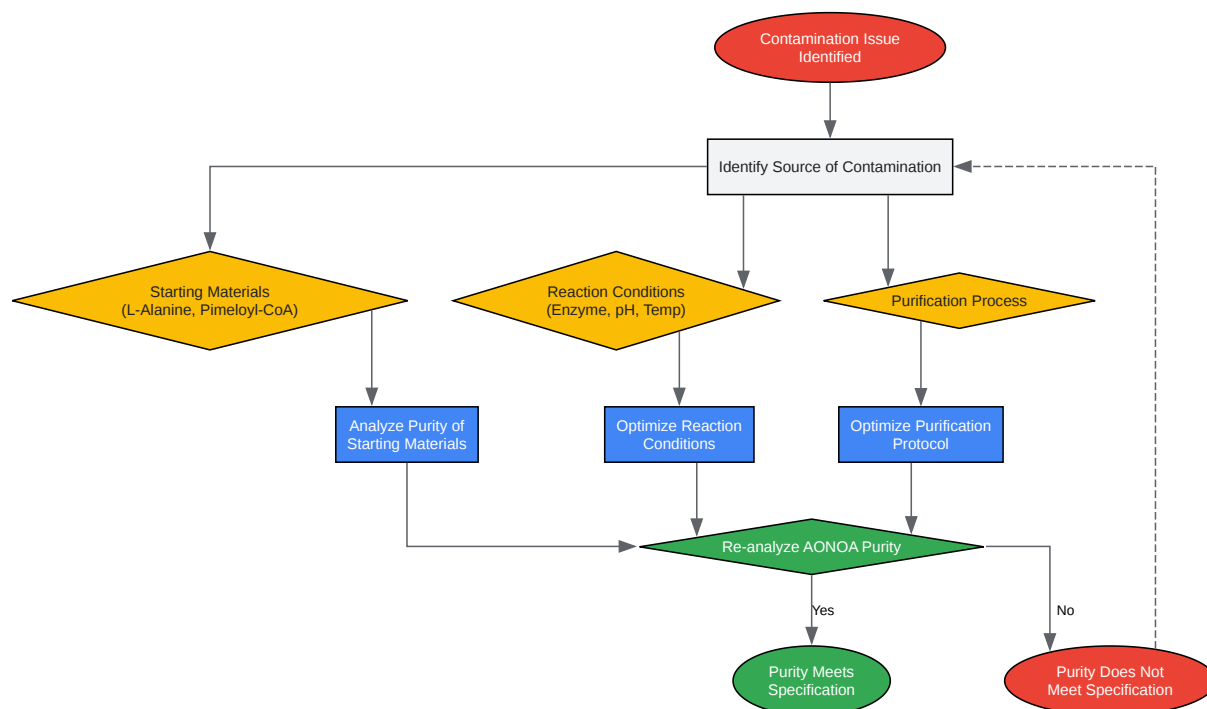 Contamination Issue
Identified
Identify Source of Contamination
Starting Materials
(L-Alanine, Pimeloyl-CoA)
Reaction Conditions
(Enzyme, pH, Temp)
Purification Process
Analyze Purity of
Starting Materials
Optimize Reaction
Conditions
Optimize Purification
Protocol
Re-analyze AONOA Purity
Yes
No
Purity Meets
Specification
Purity Does Not
Meet Specification